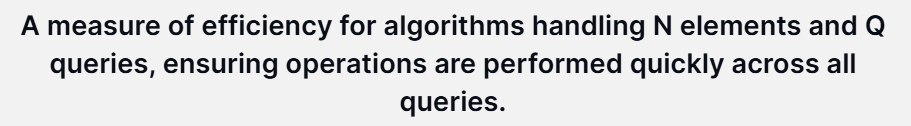 A measure of efficiency for algorithms handling N elements and Q
queries, ensuring operations are performed quickly across all
queries.